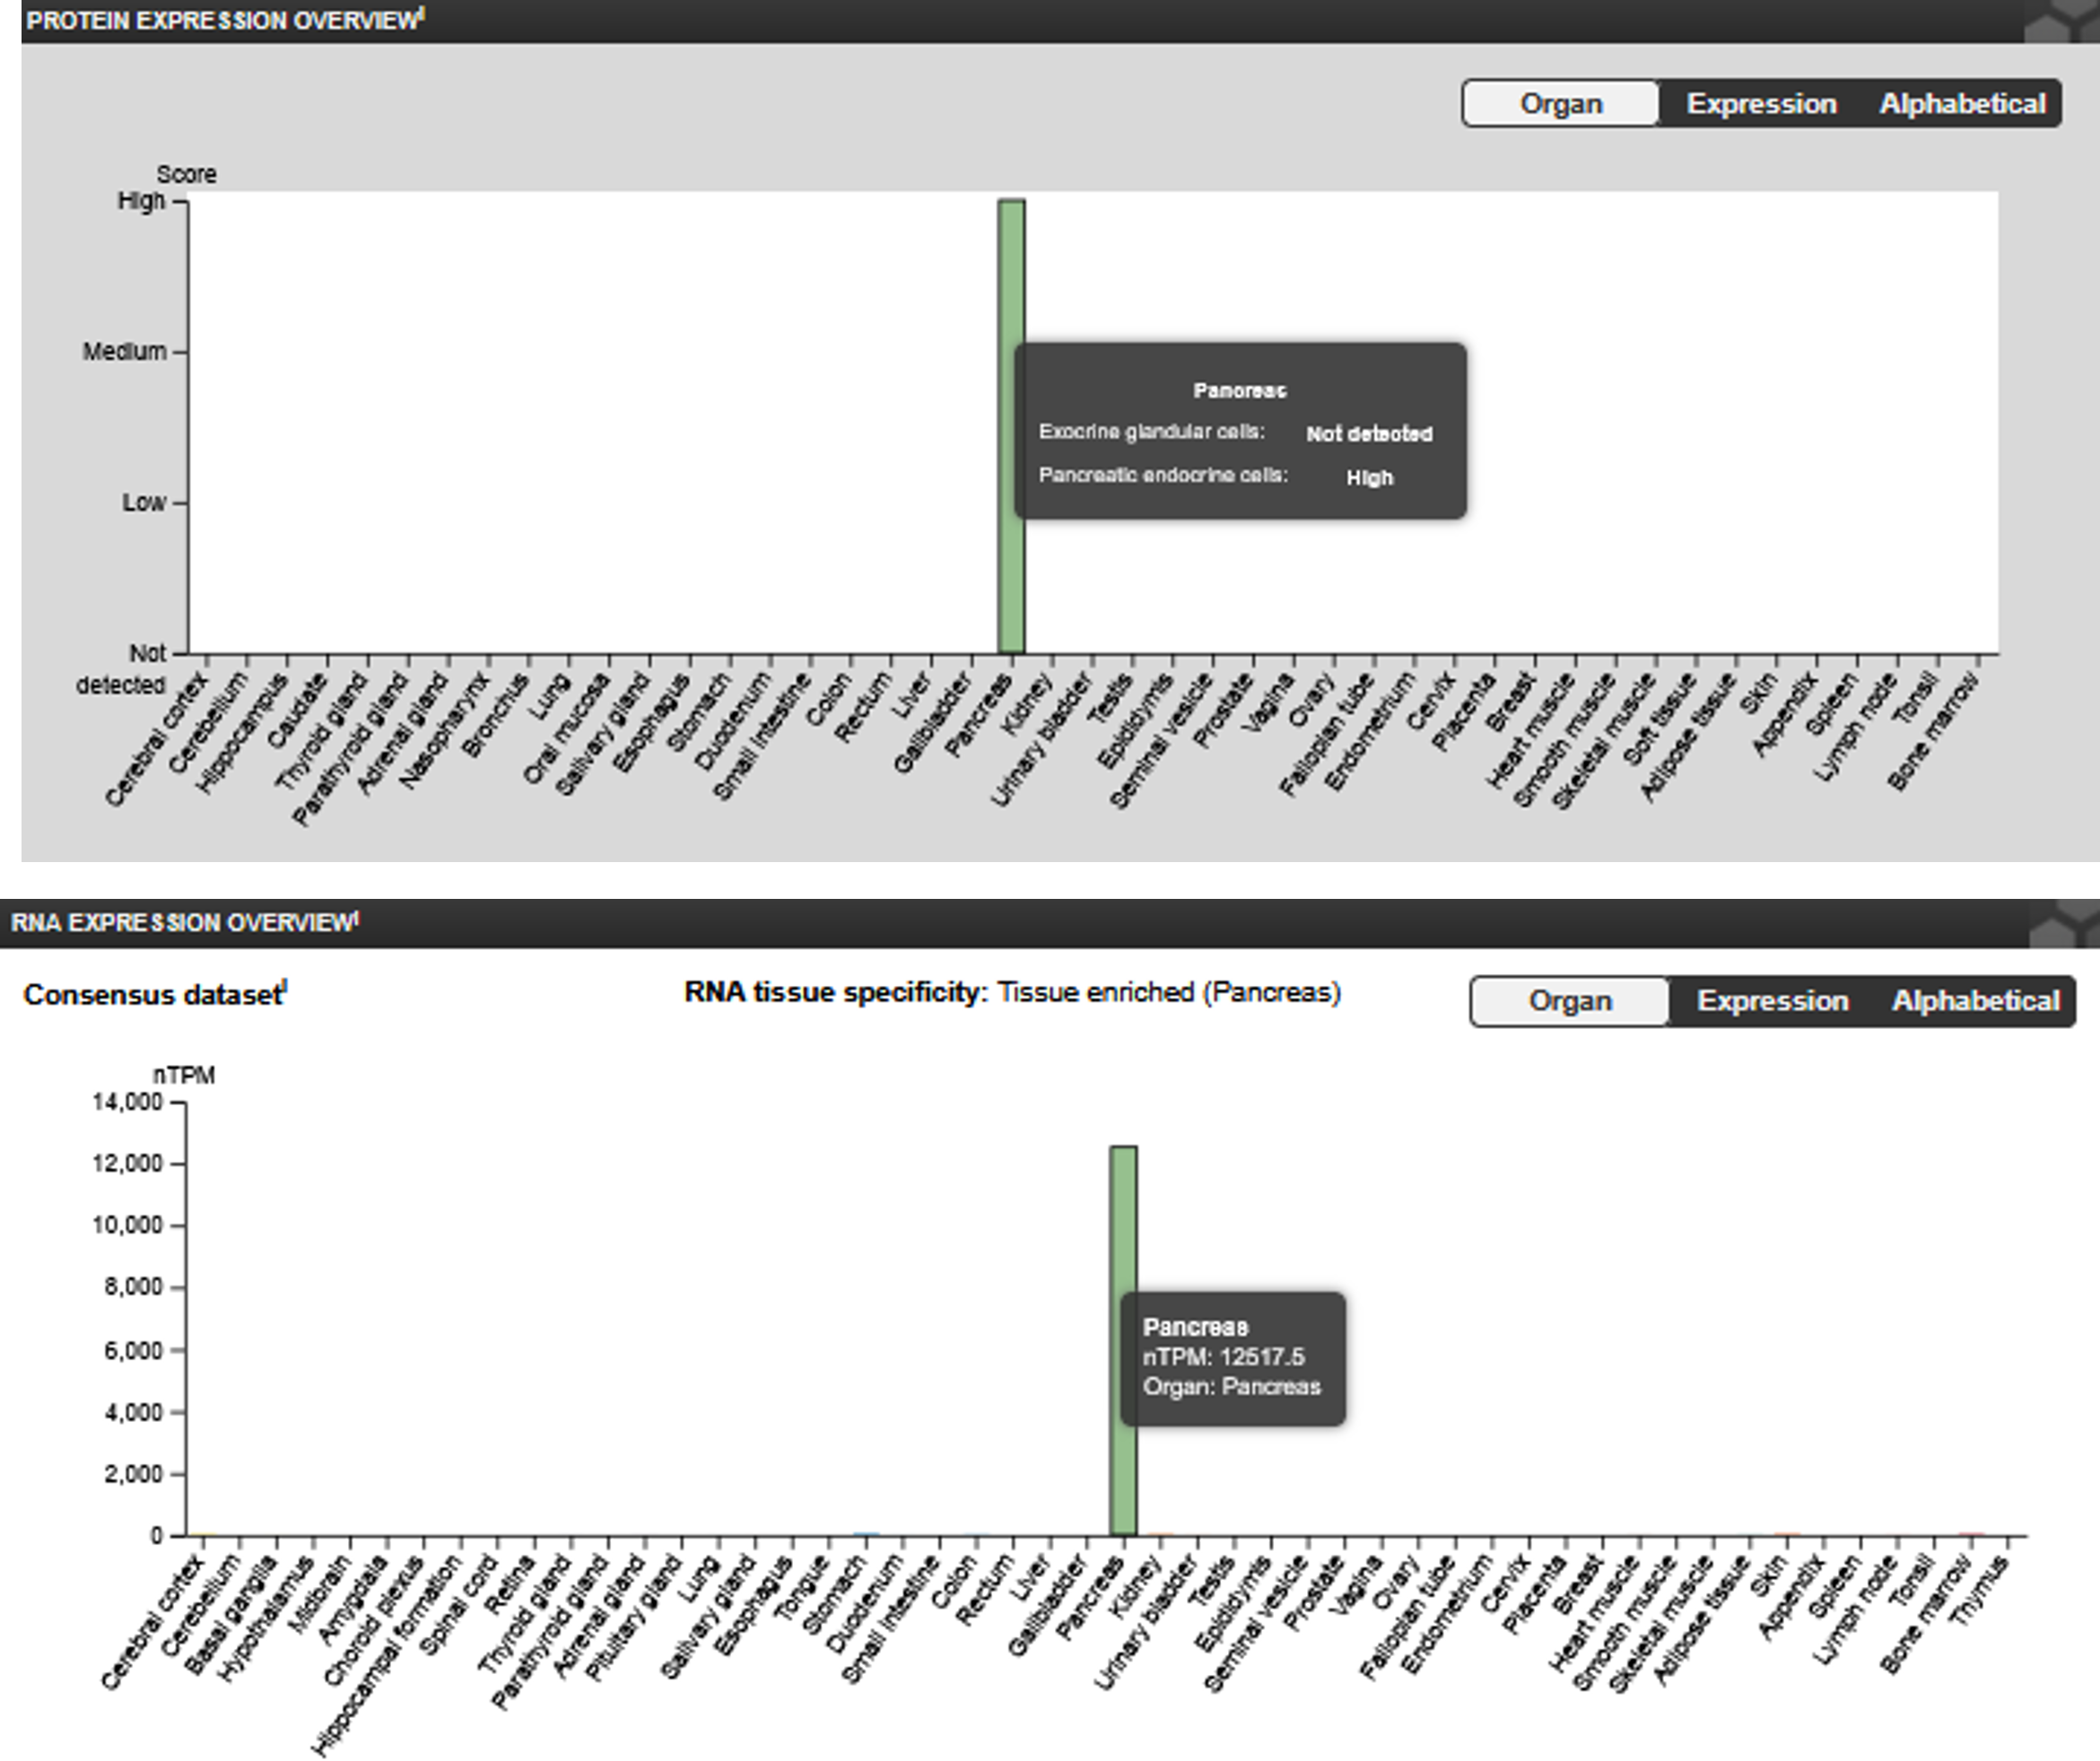 PROTEIN EXPRESSION OVERVIEWⁱ
Organ Expression Alphabetical
Score
High
Medium
Low
Not detected
Pancreas
Exocrine glandular cells: Not detected
Pancreatic endocrine cells: High
Cerebral cortex
Cerebellum
Hippocampus
Caudate
Thyroid gland
Parathyroid gland
Adrenal gland
Nasopharynx
Bronchus
Lung
Oral mucosa
Salivary gland
Esophagus
Stomach
Duodenum
Small intestine
Colon
Rectum
Liver
Gallbladder
Pancreas
Kidney
Urinary bladder
Testis
Epididymis
Seminal vesicle
Prostate
Vagina
Ovary
Fallopian tube
Endometrium
Cervix
Placenta
Breast
Heart muscle
Smooth muscle
Skeletal muscle
Soft tissue
Adipose tissue
Skin
Appendix
Spleen
Lymph node
Tonsil
Bone marrow
RNA EXPRESSION OVERVIEWⁱ
Consensus datasetⁱ
RNA tissue specificity: Tissue enriched (Pancreas)
Organ Expression Alphabetical
nTPM
14,000
12,000
10,000
8,000
6,000
4,000
2,000
0
Pancreas
nTPM: 12517.5
Organ: Pancreas
Cerebral cortex
Cerebellum
Basal ganglia
Hypothalamus
Midbrain
Amygdala
Choroid plexus
Hippocampal formation
Spinal cord
Retina
Thyroid gland
Parathyroid gland
Adrenal gland
Pituitary gland
Lung
Salivary gland
Esophagus
Tongue
Stomach
Duodenum
Small intestine
Colon
Rectum
Liver
Gallbladder
Pancreas
Kidney
Urinary bladder
Testis
Epididymis
Seminal vesicle
Prostate
Vagina
Ovary
Fallopian tube
Endometrium
Cervix
Placenta
Breast
Heart muscle
Smooth muscle
Skeletal muscle
Adipose tissue
Skin
Appendix
Spleen
Lymph node
Tonsil
Bone marrow
Thymus